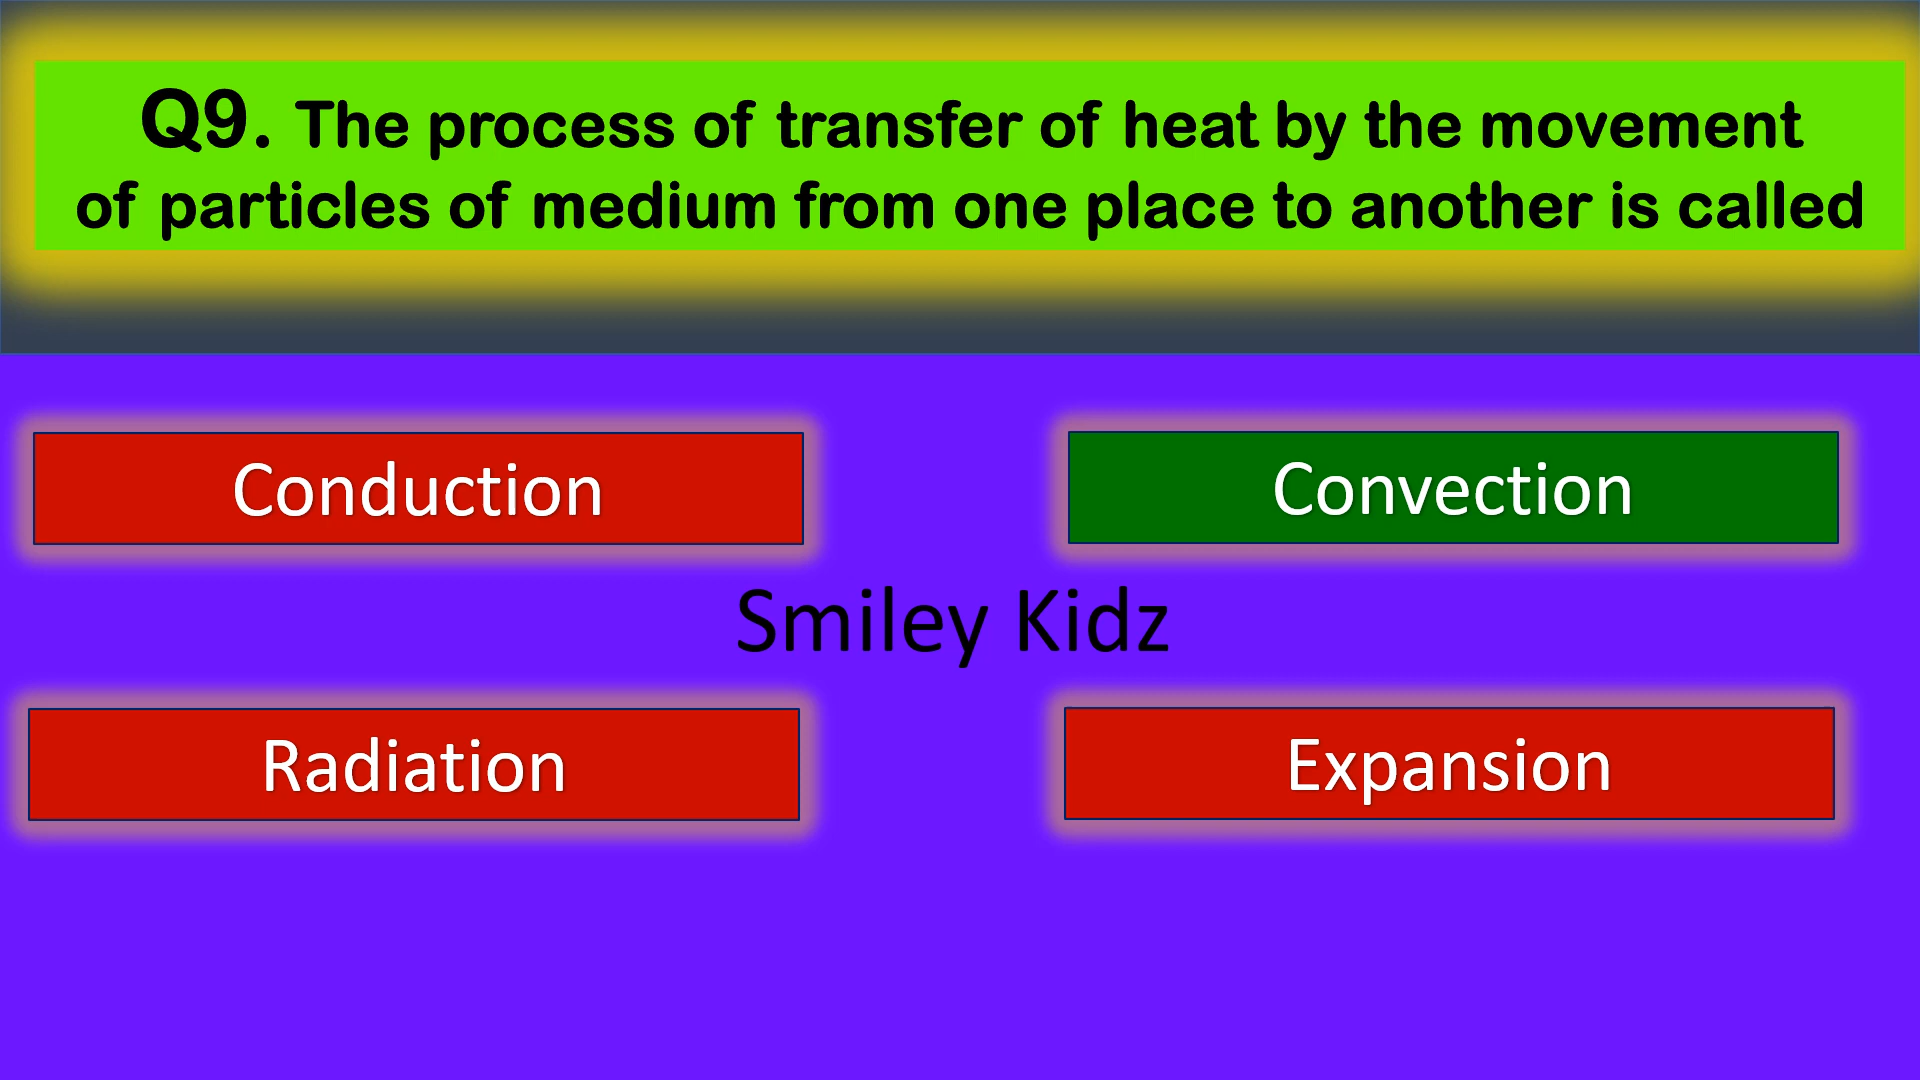 Q9. The process of transfer of heat by the movement
of particles of medium from one place to another is called
Conduction
Convection
Smiley Kidz
Radiation
Expansion